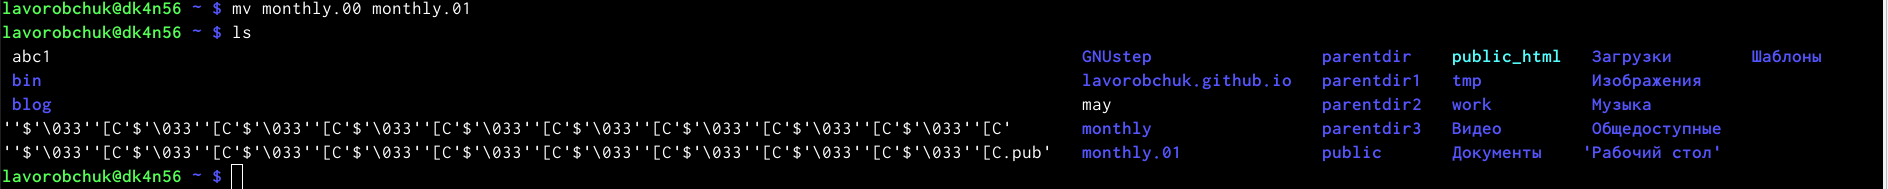 lavorobchuk@dk4n56 ~ $ mv monthly.00 monthly.01
lavorobchuk@dk4n56 ~ $ ls
abc1 GNUstep parentdir public_html Загрузки Шаблоны
bin lavorobchuk.github.io parentdir1 tmp Изображения
blog may parentdir2 work Музыка
''$'\033''[C'$'\033''[C'$'\033''[C'$'\033''[C'$'\033''[C'$'\033''[C'$'\033''[C'$'\033''[C'$'\033''[C' monthly parentdir3 Видео Общедоступные
''$'\033''[C'$'\033''[C'$'\033''[C'$'\033''[C'$'\033''[C'$'\033''[C'$'\033''[C'$'\033''[C'$'\033''[C.pub' monthly.01 public Документы 'Рабочий стол'
lavorobchuk@dk4n56 ~ $